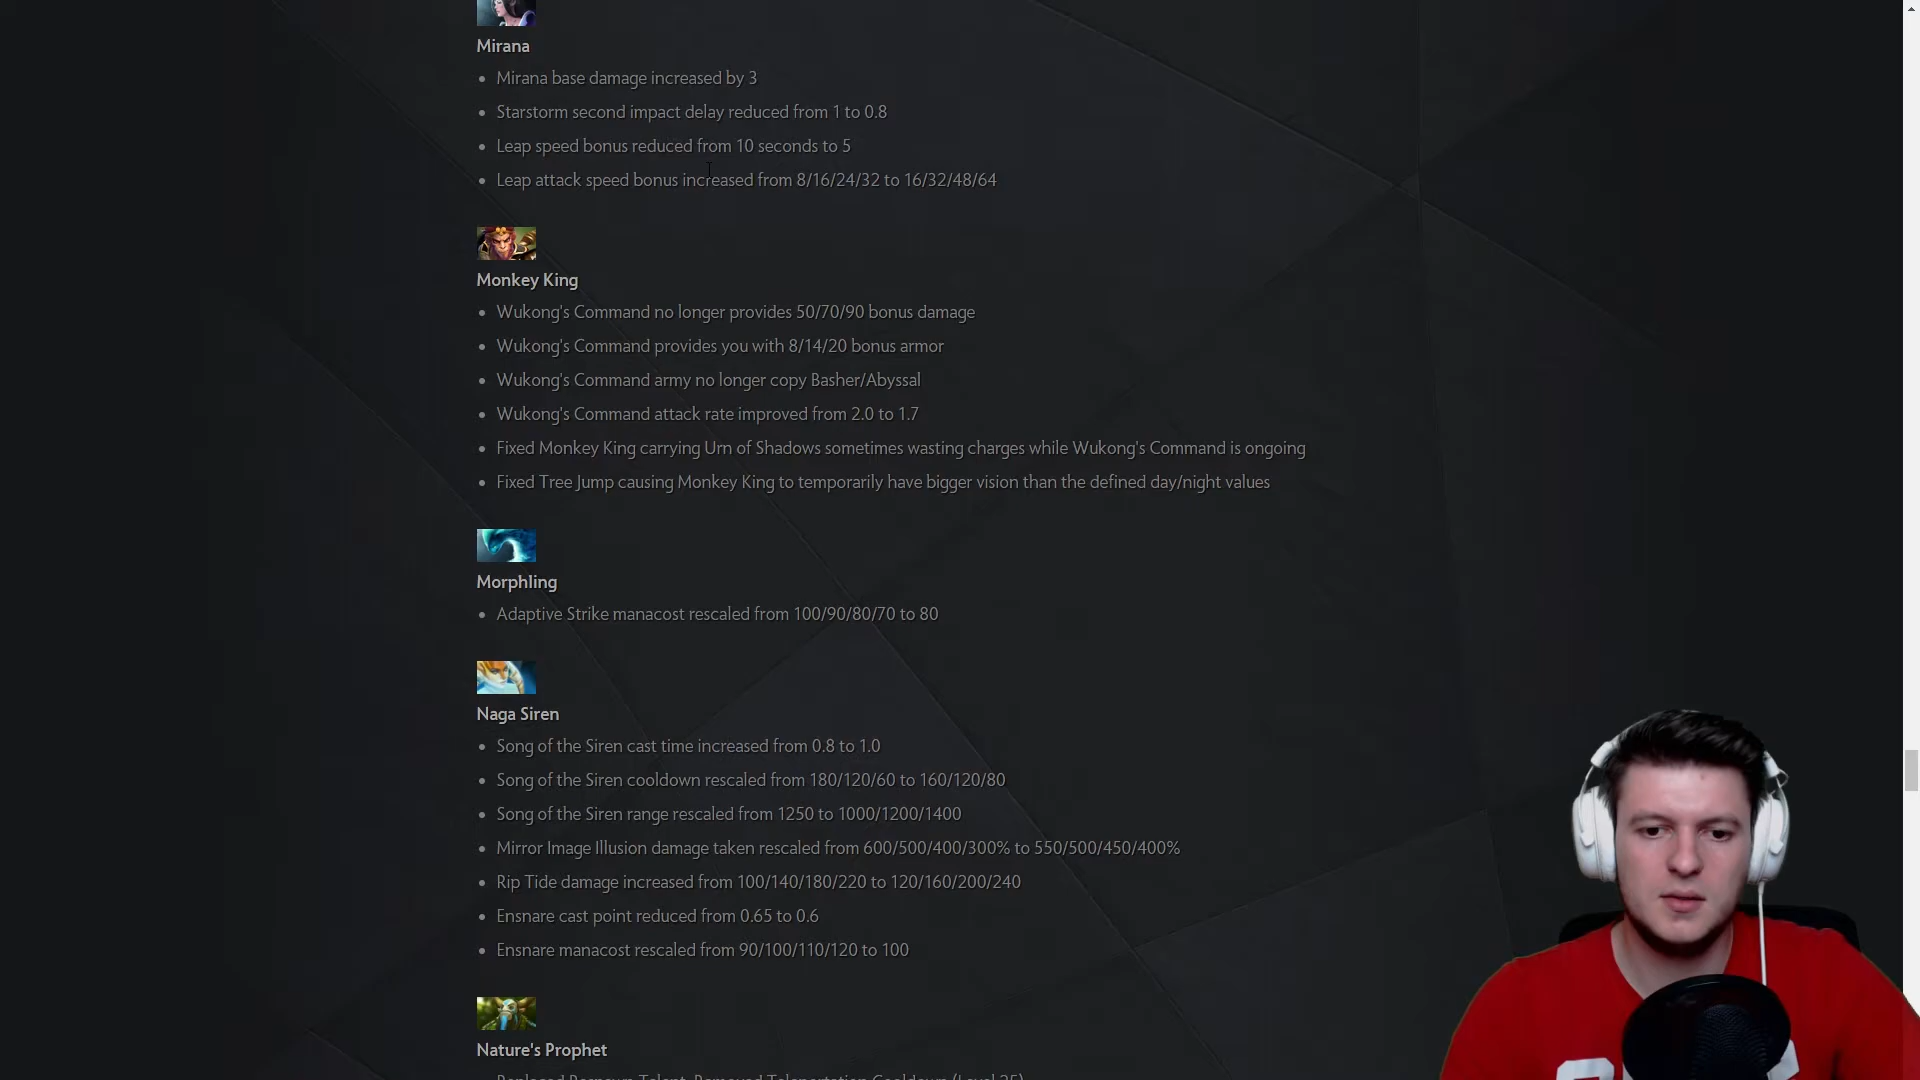 Mirana
Mirana base damage increased by 3
Starstorm second impact delay reduced from 1 to 0.8
Leap speed bonus reduced from 10 seconds to 5
Leap attack speed bonus increased from 8/16/24/32 to 16/32/48/64
Monkey King
Wukong's Command no longer provides 50/70/90 bonus damage
Wukong's Command provides you with 8/14/20 bonus armor
Wukong's Command army no longer copy Basher/Abyssal
Wukong's Command attack rate improved from 2.0 to 1.7
Fixed Monkey King carrying Urn of Shadows sometimes wasting charges while Wukong's Command is ongoing
Fixed Tree Jump causing Monkey King to temporarily have bigger vision than the defined day/night values
Morphling
Adaptive Strike manacost rescaled from 100/90/80/70 to 80
Naga Siren
Song of the Siren cast time increased from 0.8 to 1.0
Song of the Siren cooldown rescaled from 180/120/60 to 160/120/80
Song of the Siren range rescaled from 1250 to 1000/1200/1400
Mirror Image Illusion damage taken rescaled from 600/500/400/300% to 550/500/450/400%
Rip Tide damage increased from 100/140/180/220 to 120/160/200/240
Ensnare cast point reduced from 0.65 to 0.6
Ensnare manacost rescaled from 90/100/110/120 to 100
Nature's Prophet
Replaced Respawn Talent: Removed Teleportation Cooldown (Level 25)